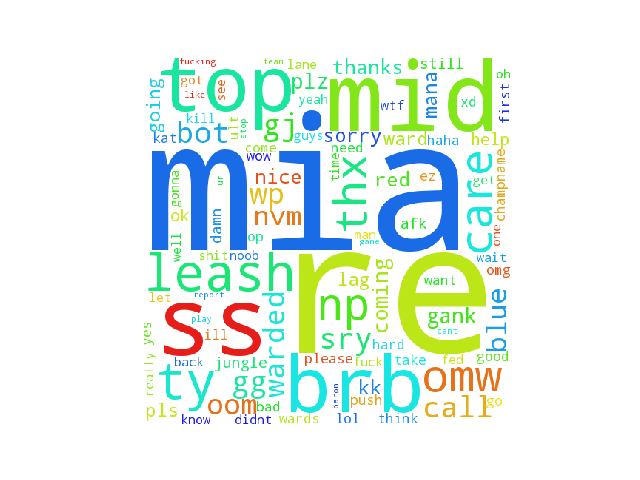 fucking team lane thanks still oh
top mid
going got like see plz yeah wtf mana xd first
kill bot ult gj guys sorry ward haha help
kat stop come wow need
mia
thx care
gonna nice time red ez get champname
ok wp nvm afk one
well damn ur op man game
shit noob lag coming want wait omg
leash re
let report np gank blue
ss play ill sry hard cant
really yes back jungle warded please fuck take fed good
ty gg brb kk omw
pls oom bad baron push call go
know didnt wards lol think